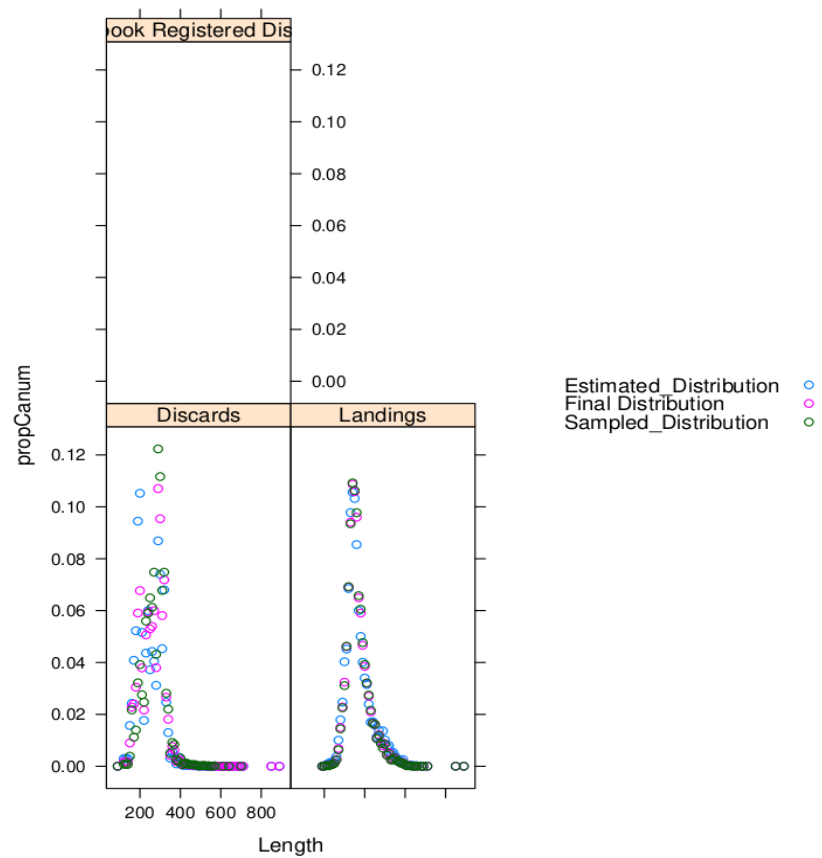 ook Registered Dis
0.12
0.10
0.08
0.06
0.04
0.02
0.00
propCanum
Discards
Landings
0.12
0.10
0.08
0.06
0.04
0.02
0.00
200 400 600 800
Length
Estimated_Distribution
Final Distribution
Sampled_Distribution